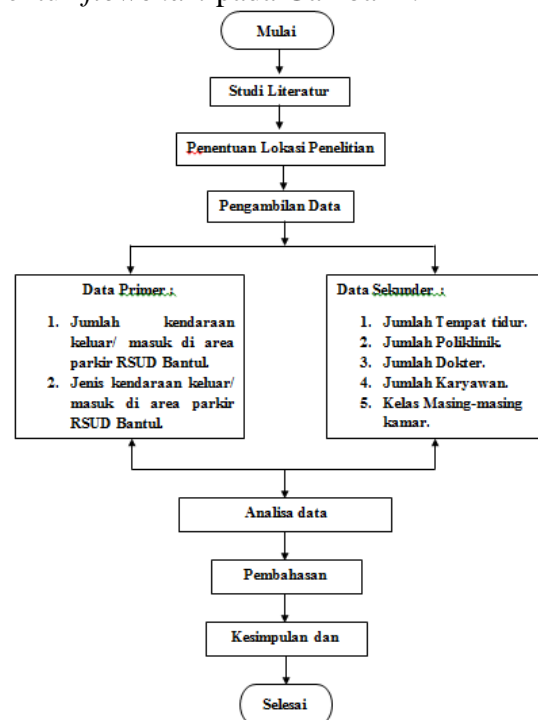 pada
Mulai
Studi Literatur
Penentuan Lokasi Penelitian
Pengambilan Data
Data Primer :
1. Jumlah kendaraan
keluar/ masuk di area
parkir RSUD Bantul.
2. Jenis kendaraan keluar/
masuk di area parkir
RSUD Bantul.
Data Sekunder :
1. Jumlah Tempat tidur.
2. Jumlah Poliklinik.
3. Jumlah Dokter.
4. Jumlah Karyawan.
5. Kelas Masing-masing
kamar.
Analisa data
Pembahasan
Kesimpulan dan
Selesai